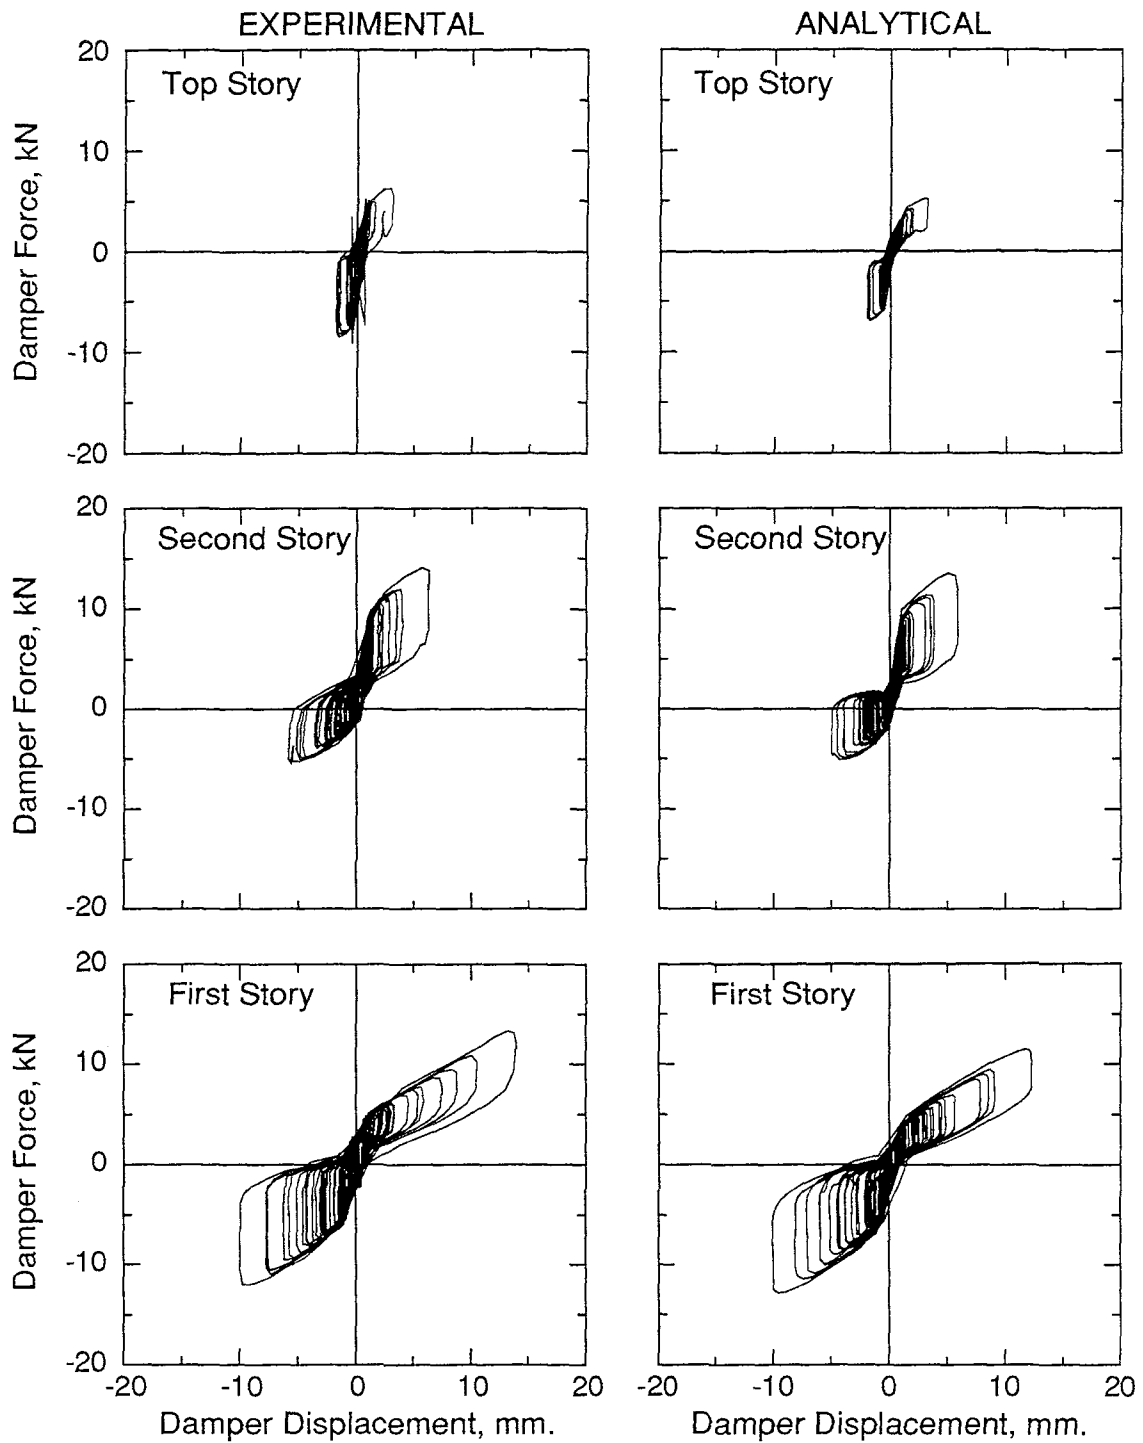 EXPERIMENTAL ANALYTICAL
20
Top Story Top Story
10
Damper Force, kN
0
-10
-20
20
Second Story Second Story
10
Damper Force, kN
0
-10
-20
20
First Story First Story
10
Damper Force, kN
0
-10
-20
-20 -10 0 10 20 -20 -10 0 10 20
Damper Displacement, mm. Damper Displacement, mm.